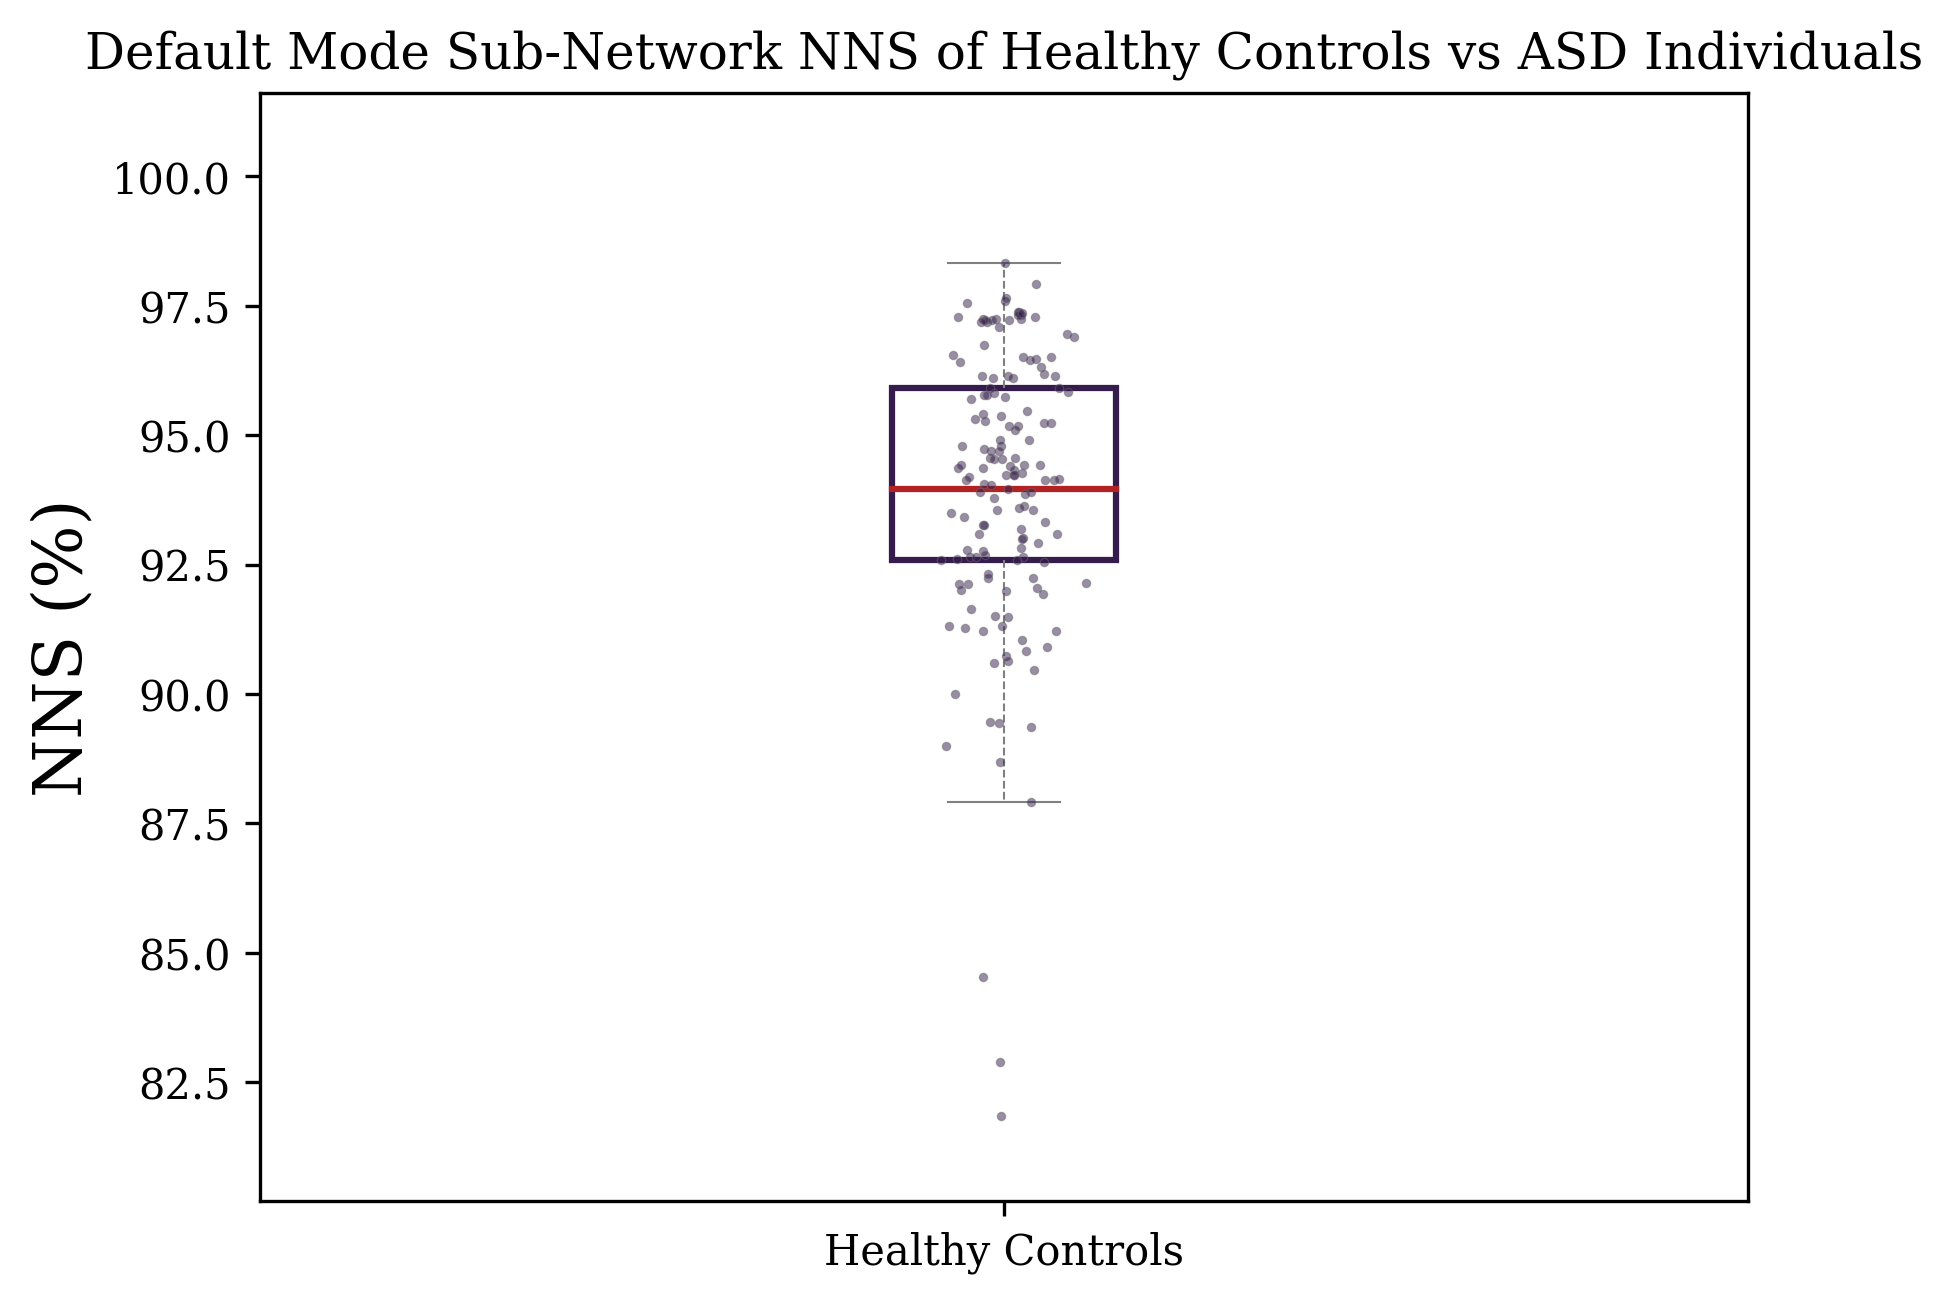 Default Mode Sub-Network NNS of Healthy Controls vs ASD Individuals
100.0
97.5
95.0
92.5
90.0
87.5
85.0
82.5
NNS (%)
Healthy Controls